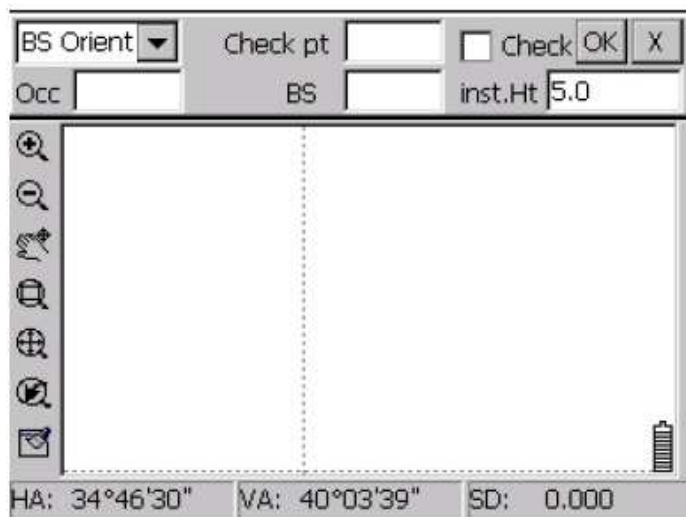 BS Orient Check pt Check OK X
Occ BS inst.Ht 5.0
HA: 34°46'30" VA: 40°03'39" SD: 0.000